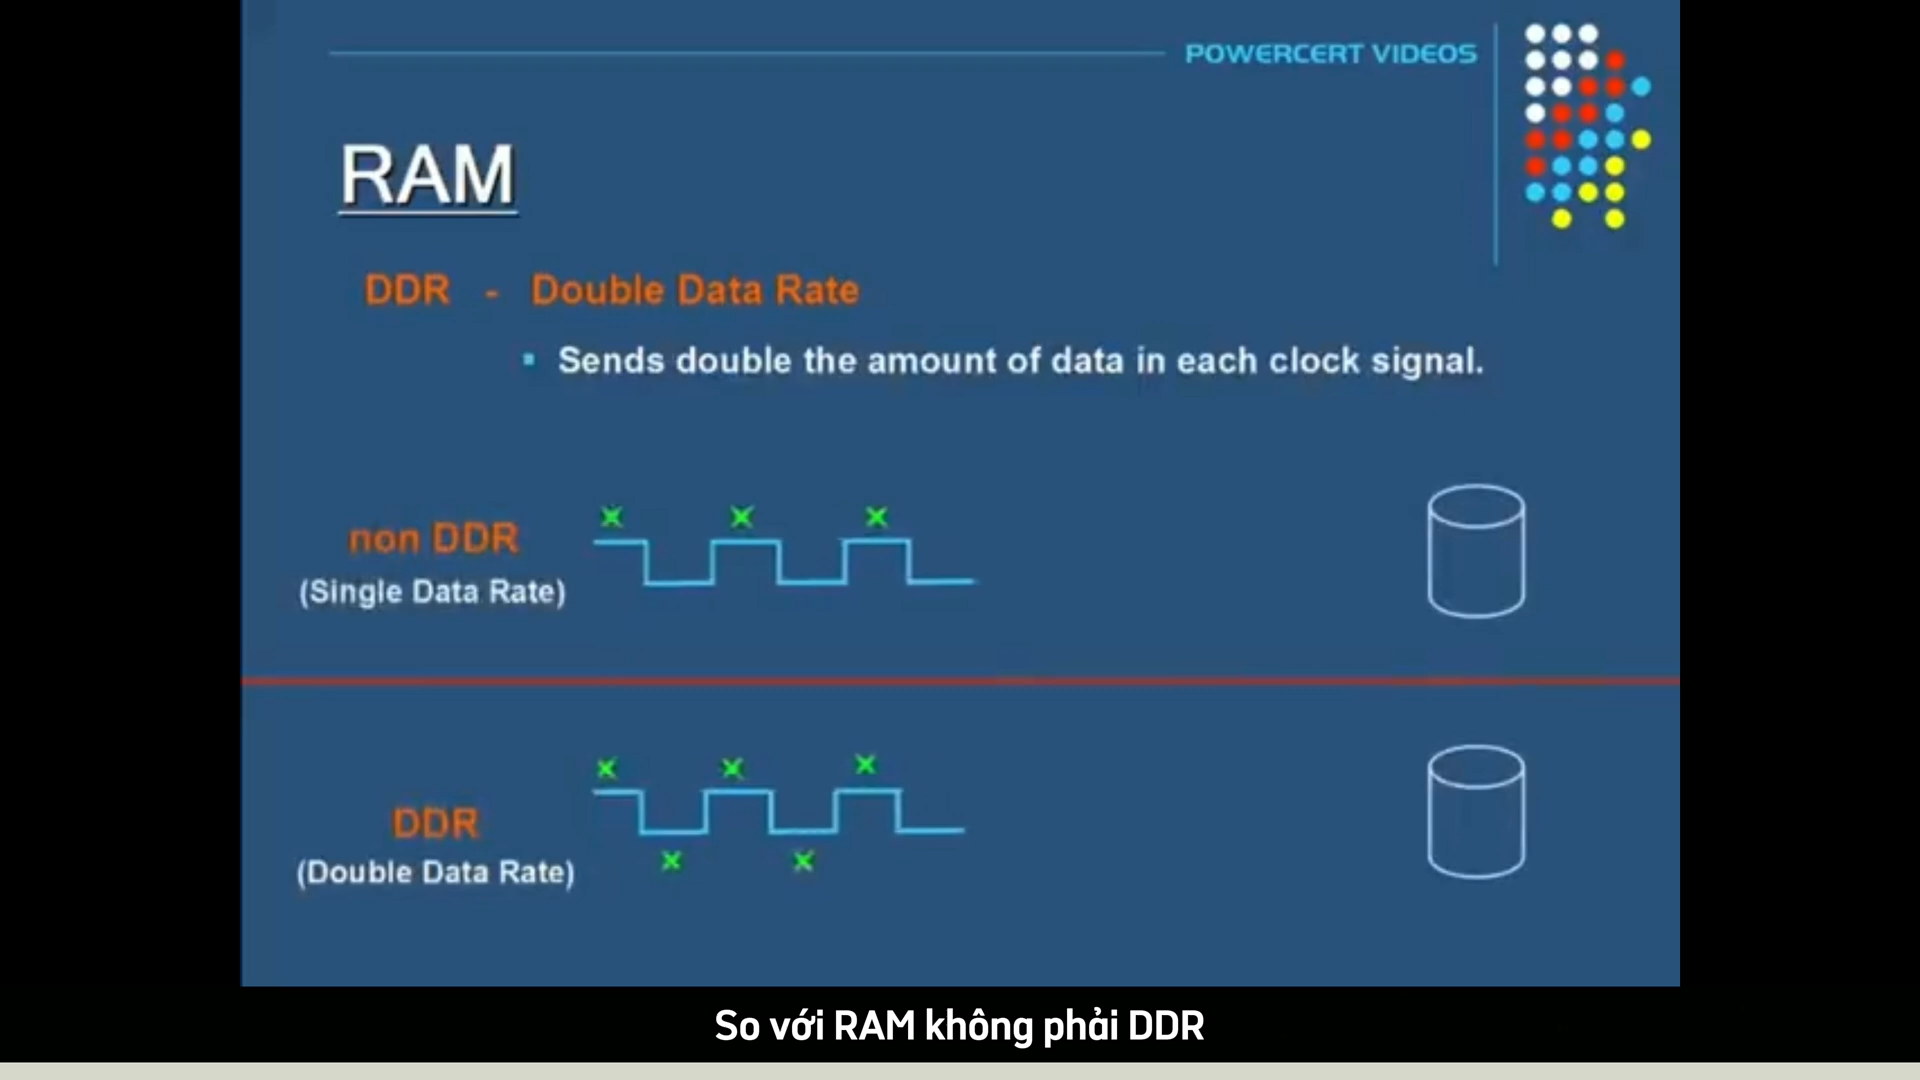 POWERCERT VIDEOS
RAM
DDR - Double Data Rate
▪ Sends double the amount of data in each clock signal.
non DDR
(Single Data Rate)
DDR
(Double Data Rate)
So với RAM không phải DDR